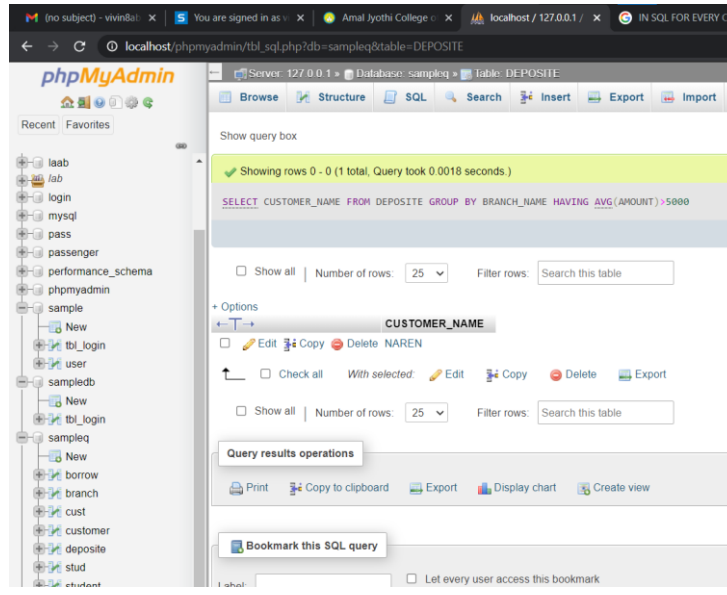 (no subject) - vivin8ab
You are signed in as v
Amal Jyothi College o
localhost / 127.0.0.1 /
IN SQL FOR EVERY C
localhost/phpmyadmin/tbl_sql.php?db=sampleq&table=DEPOSITE
phpMyAdmin
Recent Favorites
laab
lab
login
mysql
pass
passenger
performance_schema
phpmyadmin
sample
New
tbl_login
user
sampledb
New
tbl_login
sampleq
New
borrow
branch
cust
customer
deposite
stud
student
Server: 127.0.0.1 » Database: sampleq » Table: DEPOSITE
Browse Structure SQL Search Insert Export Import
Show query box
Showing rows 0 - 0 (1 total, Query took 0.0018 seconds.)
SELECT CUSTOMER_NAME FROM DEPOSITE GROUP BY BRANCH_NAME HAVING AVG(AMOUNT)>5000
Show all | Number of rows: 25 Filter rows: Search this table
+ Options
←T→ CUSTOMER_NAME
Edit Copy Delete NAREN
Check all With selected: Edit Copy Delete Export
Show all | Number of rows: 25 Filter rows: Search this table
Query results operations
Print Copy to clipboard Export Display chart Create view
Bookmark this SQL query
Label: Let every user access this bookmark